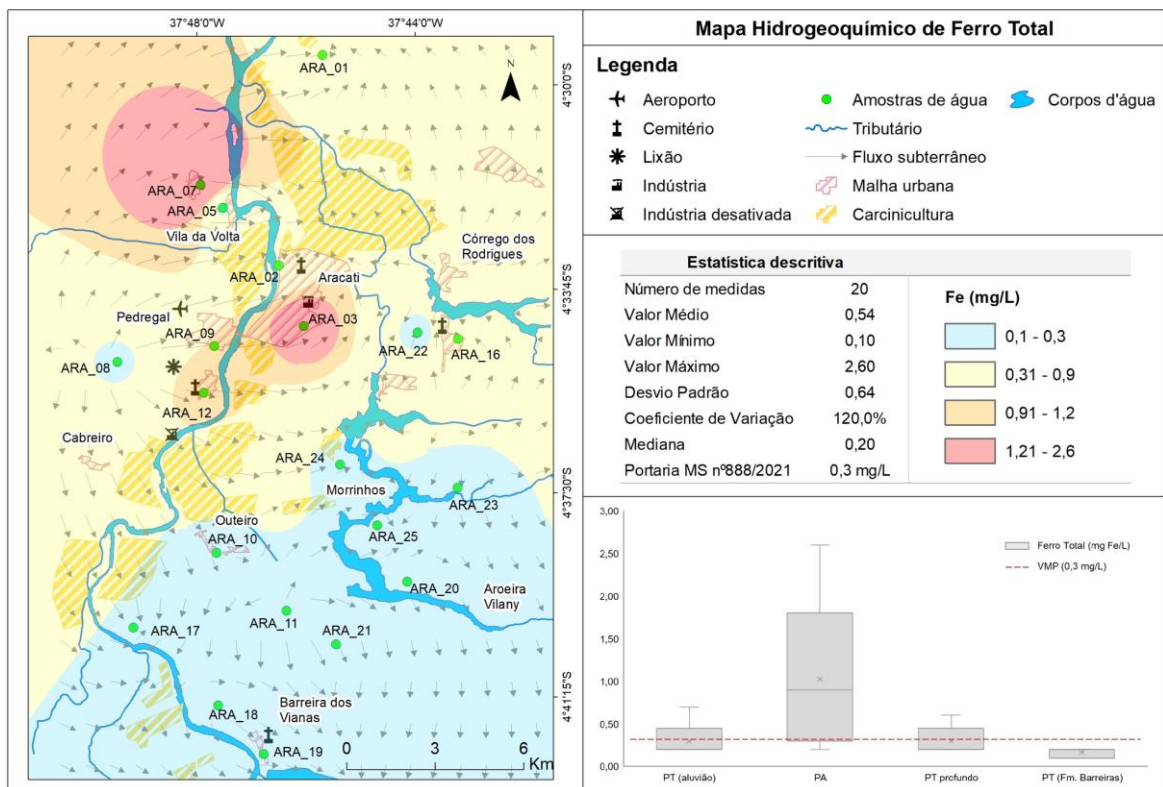 37°48'0"W
37°44'0"W
4°30'0"S
4°33'45"S
4°37'30"S
4°41'15"S
N
ARA_01
ARA_07
ARA_05
Vila da Volta
Córrego dos
Rodrigues
ARA_02
Aracati
Pedregal
ARA_03
ARA_09
ARA_22
ARA_16
ARA_08
ARA_12
Cabreiro
ARA_24
Morrinhos
ARA_23
Outeiro
ARA_10
ARA_25
ARA_20
Aroeira
Vilany
ARA_11
ARA_17
ARA_21
ARA_18
Barreira dos
Vianas
ARA_19
0 3 6
Km
Mapa Hidrogeoquímico de Ferro Total
Legenda
Aeroporto
Cemitério
Lixão
Indústria
Indústria desativada
Amostras de água
Tributário
Fluxo subterrâneo
Malha urbana
Carcinicultura
Corpos d'água
Estatística descritiva
Número de medidas 20
Valor Médio 0,54
Valor Mínimo 0,10
Valor Máximo 2,60
Desvio Padrão 0,64
Coeficiente de Variação 120,0%
Mediana 0,20
Portaria MS nº888/2021 0,3 mg/L
Fe (mg/L)
0,1 - 0,3
0,31 - 0,9
0,91 - 1,2
1,21 - 2,6
3,00
2,50
2,00
1,50
1,00
0,50
0,00
Ferro Total (mg Fe/L)
VMP (0,3 mg/L)
PT (aluvião) PA PT prcfundo PT (Fm. Barreiras)